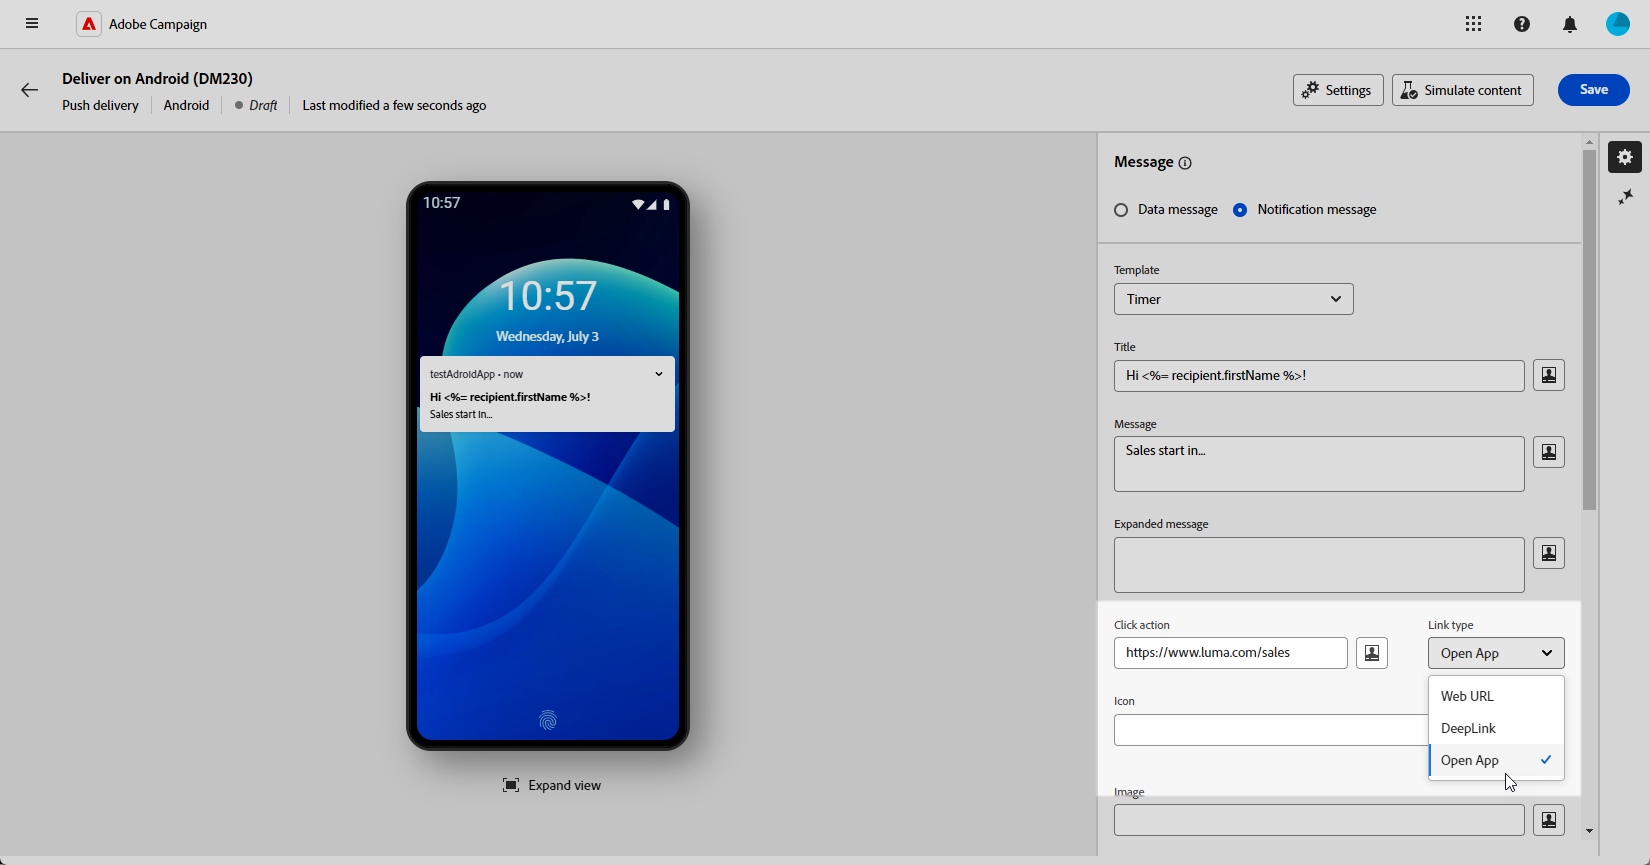 Adobe Campaign
Deliver on Android (DM230)
Push delivery Android Draft Last modified a few seconds ago
Settings
Simulate content
Save
10:57
10:57
Wednesday, July 3
testAdroidApp • now
Hi <%= recipient.firstName %>!
Sales start in...
Expand view
Message
Data message Notification message
Template
Timer
Title
Hi <%= recipient.firstName %>!
Message
Sales start in...
Expanded message
Click action Link type
https://www.luma.com/sales Open App
Web URL
Icon
DeepLink
Open App
Image